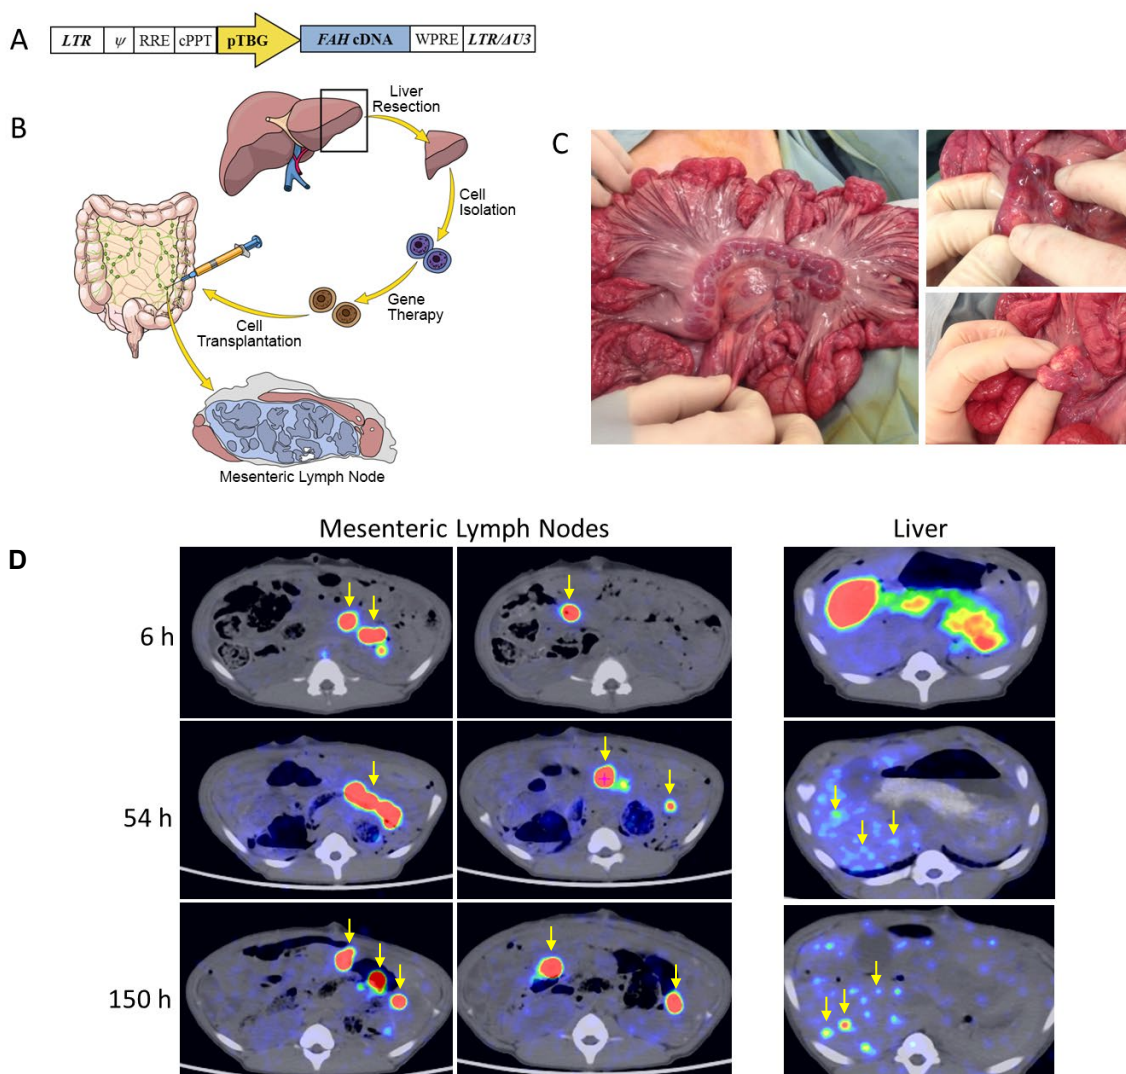 A
LTR ψ RRE cPPT pTBG FAH cDNA WPRE LTR/ΔU3
B
Liver
Resection
Cell
Isolation
Gene
Therapy
Cell
Transplantation
Mesenteric Lymph Node
C
D
Mesenteric Lymph Nodes
Liver
6 h
54 h
150 h